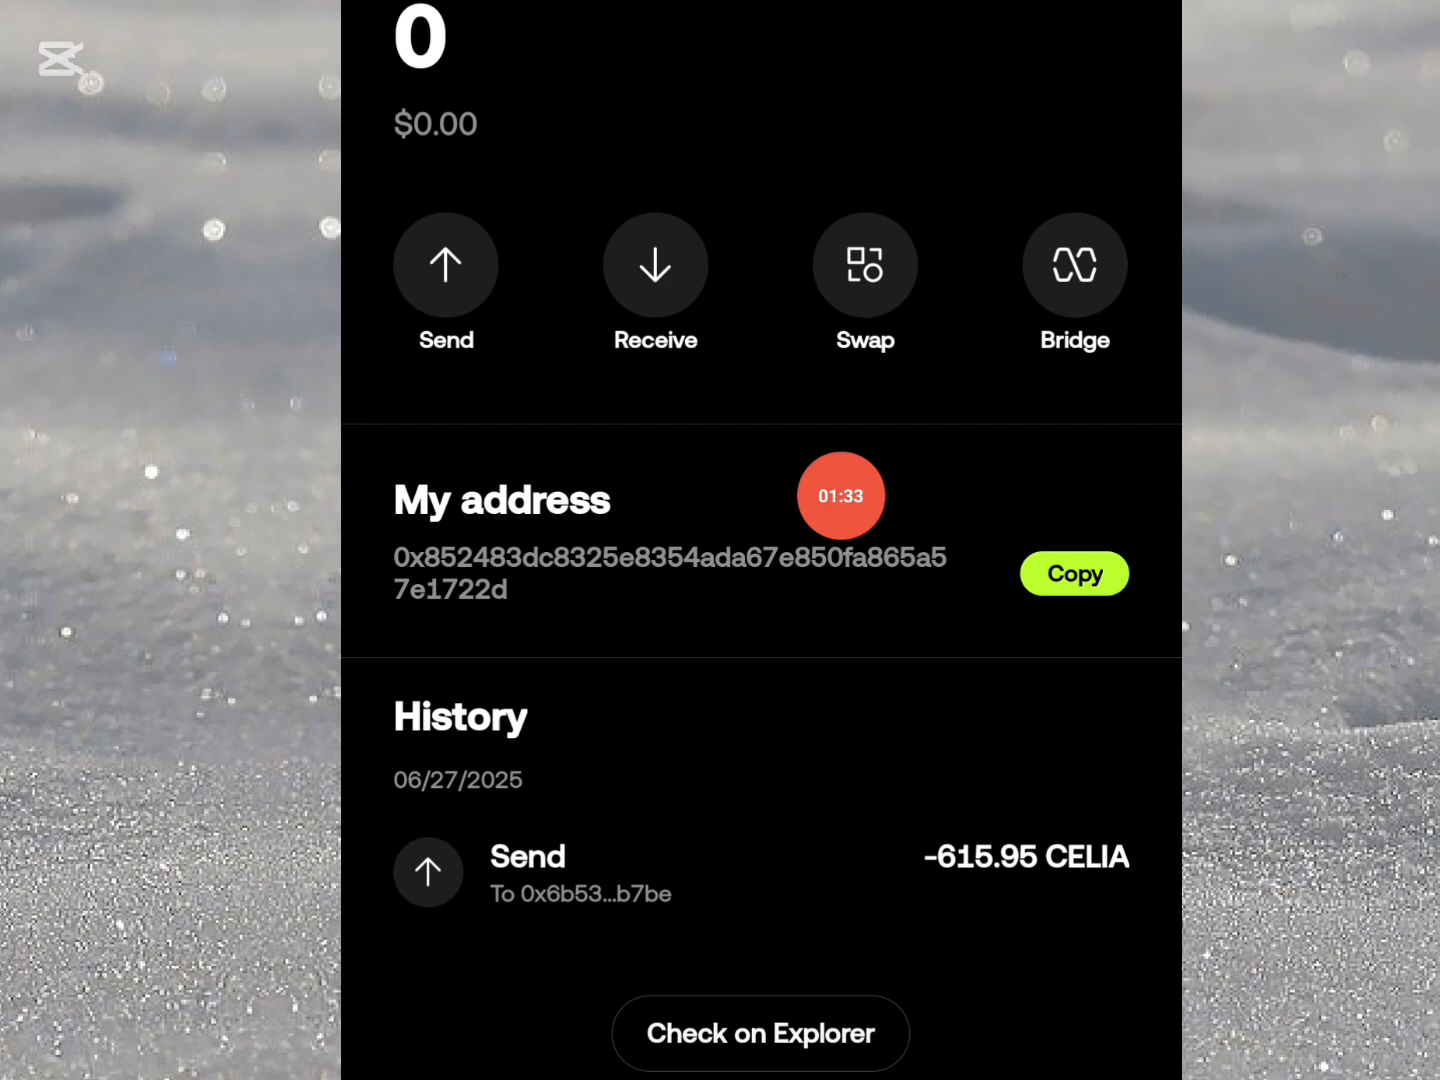 0
$0.00
Send
Receive
Swap
Bridge
My address
01:33
0x852483dc8325e8354ada67e850fa865a5
7e1722d
Copy
History
06/27/2025
Send
-615.95 CELIA
To 0x6b53...b7be
Check on Explorer